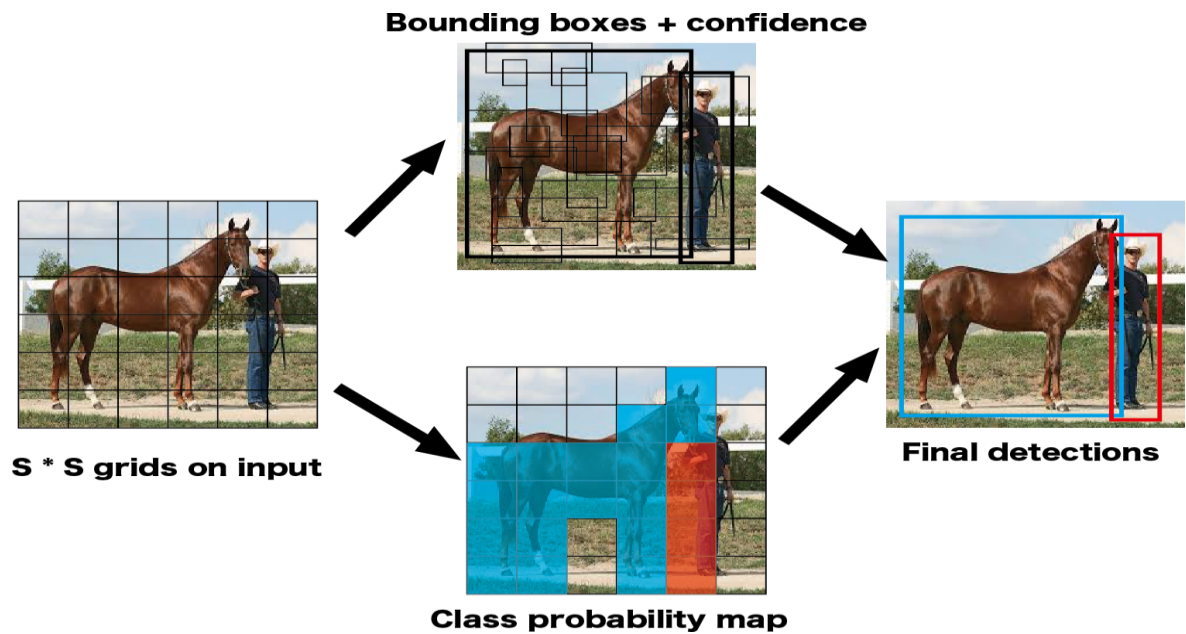 Bounding boxes + confidence
S * S grids on input
Final detections
Class probability map